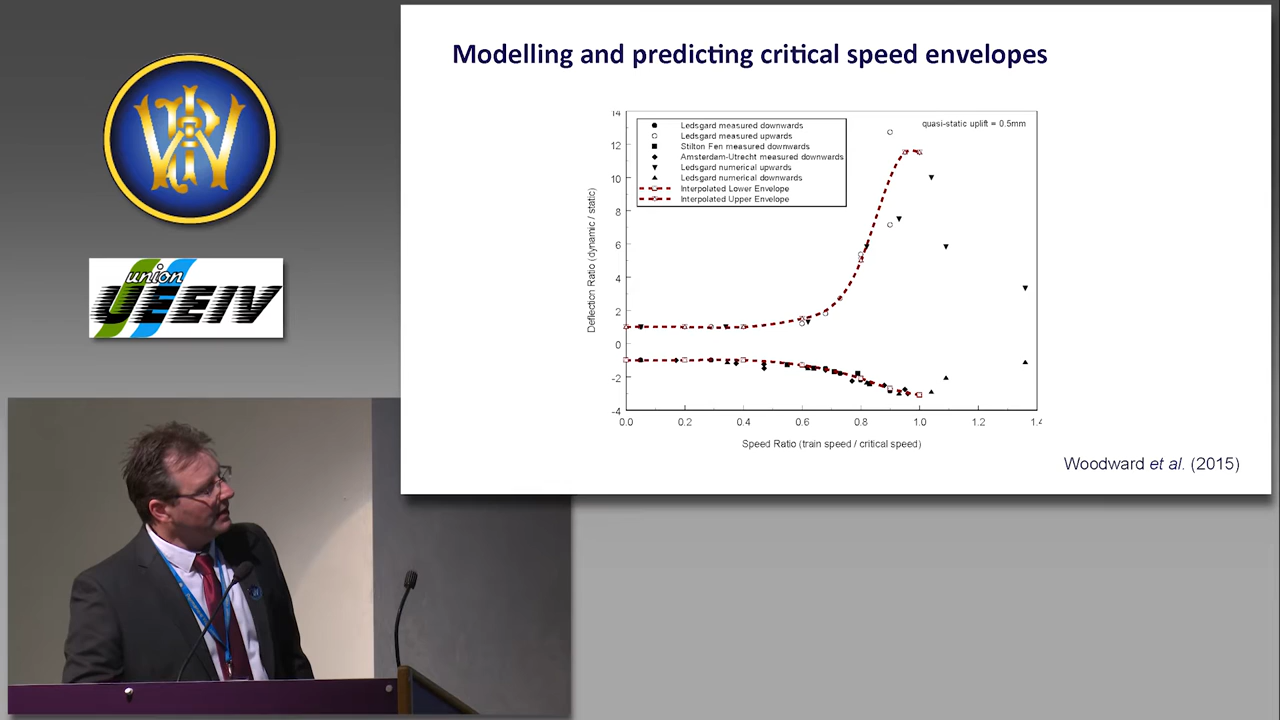 Modelling and predicting critical speed envelopes
union
UEEIV
quasi-static uplift = 0.5mm
Ledsgard measured downwards
Ledsgard measured upwards
Stilton Fen measured downwards
Amsterdam-Utrecht measured downwards
Ledsgard numerical upwards
Ledsgard numerical downwards
Interpolated Lower Envelope
Interpolated Upper Envelope
Deflection Ratio (dynamic / static)
14
12
10
8
6
4
2
0
-2
-4
0.0 0.2 0.4 0.6 0.8 1.0 1.2 1.4
Speed Ratio (train speed / critical speed)
Woodward et al. (2015)